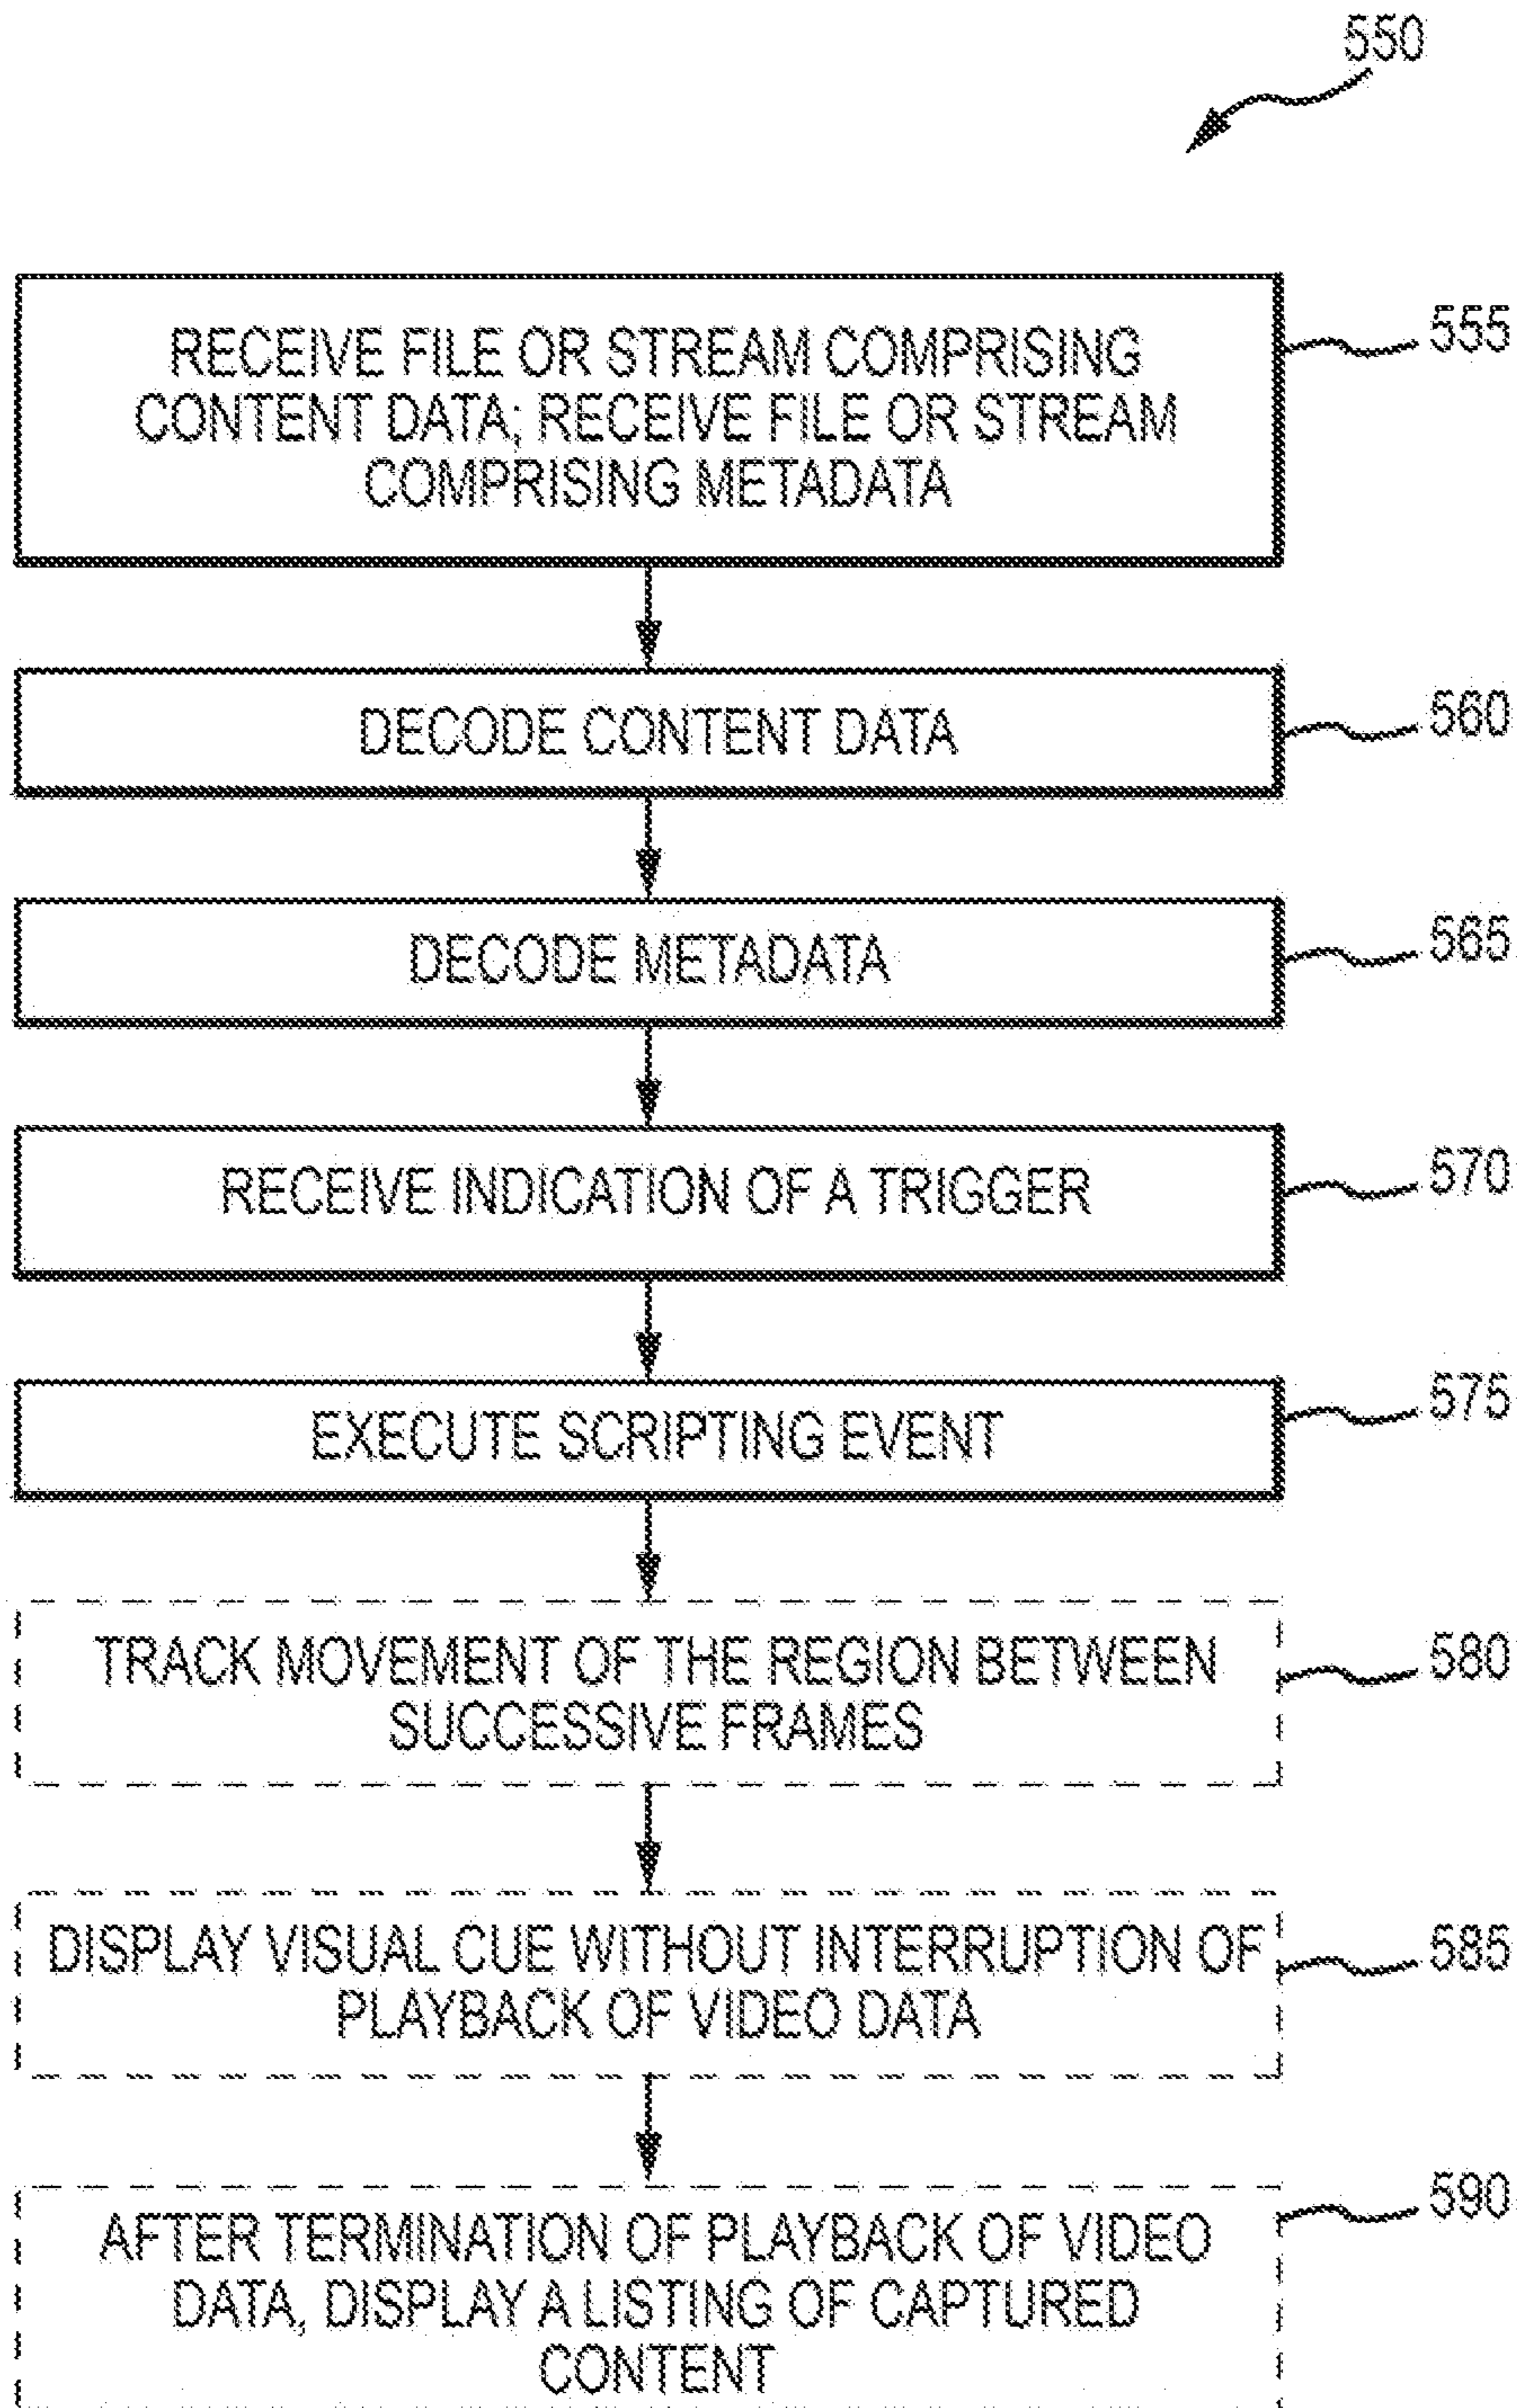 550
RECEIVE FILE OR STREAM COMPRISING
CONTENT DATA; RECEIVE FILE OR STREAM
COMPRISING METADATA
555
DECODE CONTENT DATA
560
DECODE METADATA
565
RECEIVE INDICATION OF A TRIGGER
570
EXECUTE SCRIPTING EVENT
575
TRACK MOVEMENT OF THE REGION BETWEEN
SUCCESSIVE FRAMES
580
DISPLAY VISUAL CUE WITHOUT INTERRUPTION OF
PLAYBACK OF VIDEO DATA
585
AFTER TERMINATION OF PLAYBACK OF VIDEO
DATA, DISPLAY A LISTING OF CAPTURED
CONTENT
590